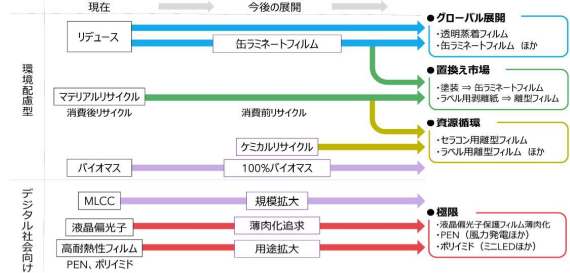 現在
今後の展開
環境配慮型
リデュース
缶ラミネートフィルム
マテリアルリサイクル
消費後リサイクル
消費前リサイクル
ケミカルリサイクル
バイオマス
100%バイオマス
●グローバル展開
・透明蒸着フィルム
・缶ラミネートフィルム ほか
●置換え市場
・塗装 ⇒ 缶ラミネートフィルム
・ラベル用剥離紙 ⇒ 離型フィルム
●資源循環
・セラコン用離型フィルム
・ラベル用離型フィルム ほか
デジタル社会向け
MLCC
規模拡大
液晶偏光子
薄肉化追求
高耐熱性フィルム
用途拡大
PEN、ポリイミド
●極限
・液晶偏光子保護フィルム薄肉化
・PEN（風力発電ほか）
・ポリイミド（ミニLEDほか）